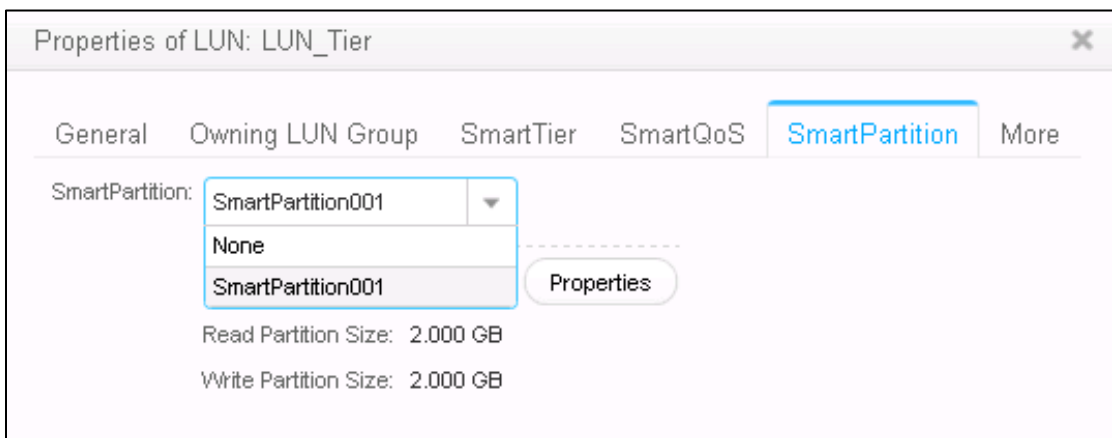 Properties of LUN: LUN_Tier
General Owning LUN Group SmartTier SmartQoS SmartPartition More
SmartPartition: SmartPartition001
None
SmartPartition001 Properties
Read Partition Size: 2.000 GB
Write Partition Size: 2.000 GB